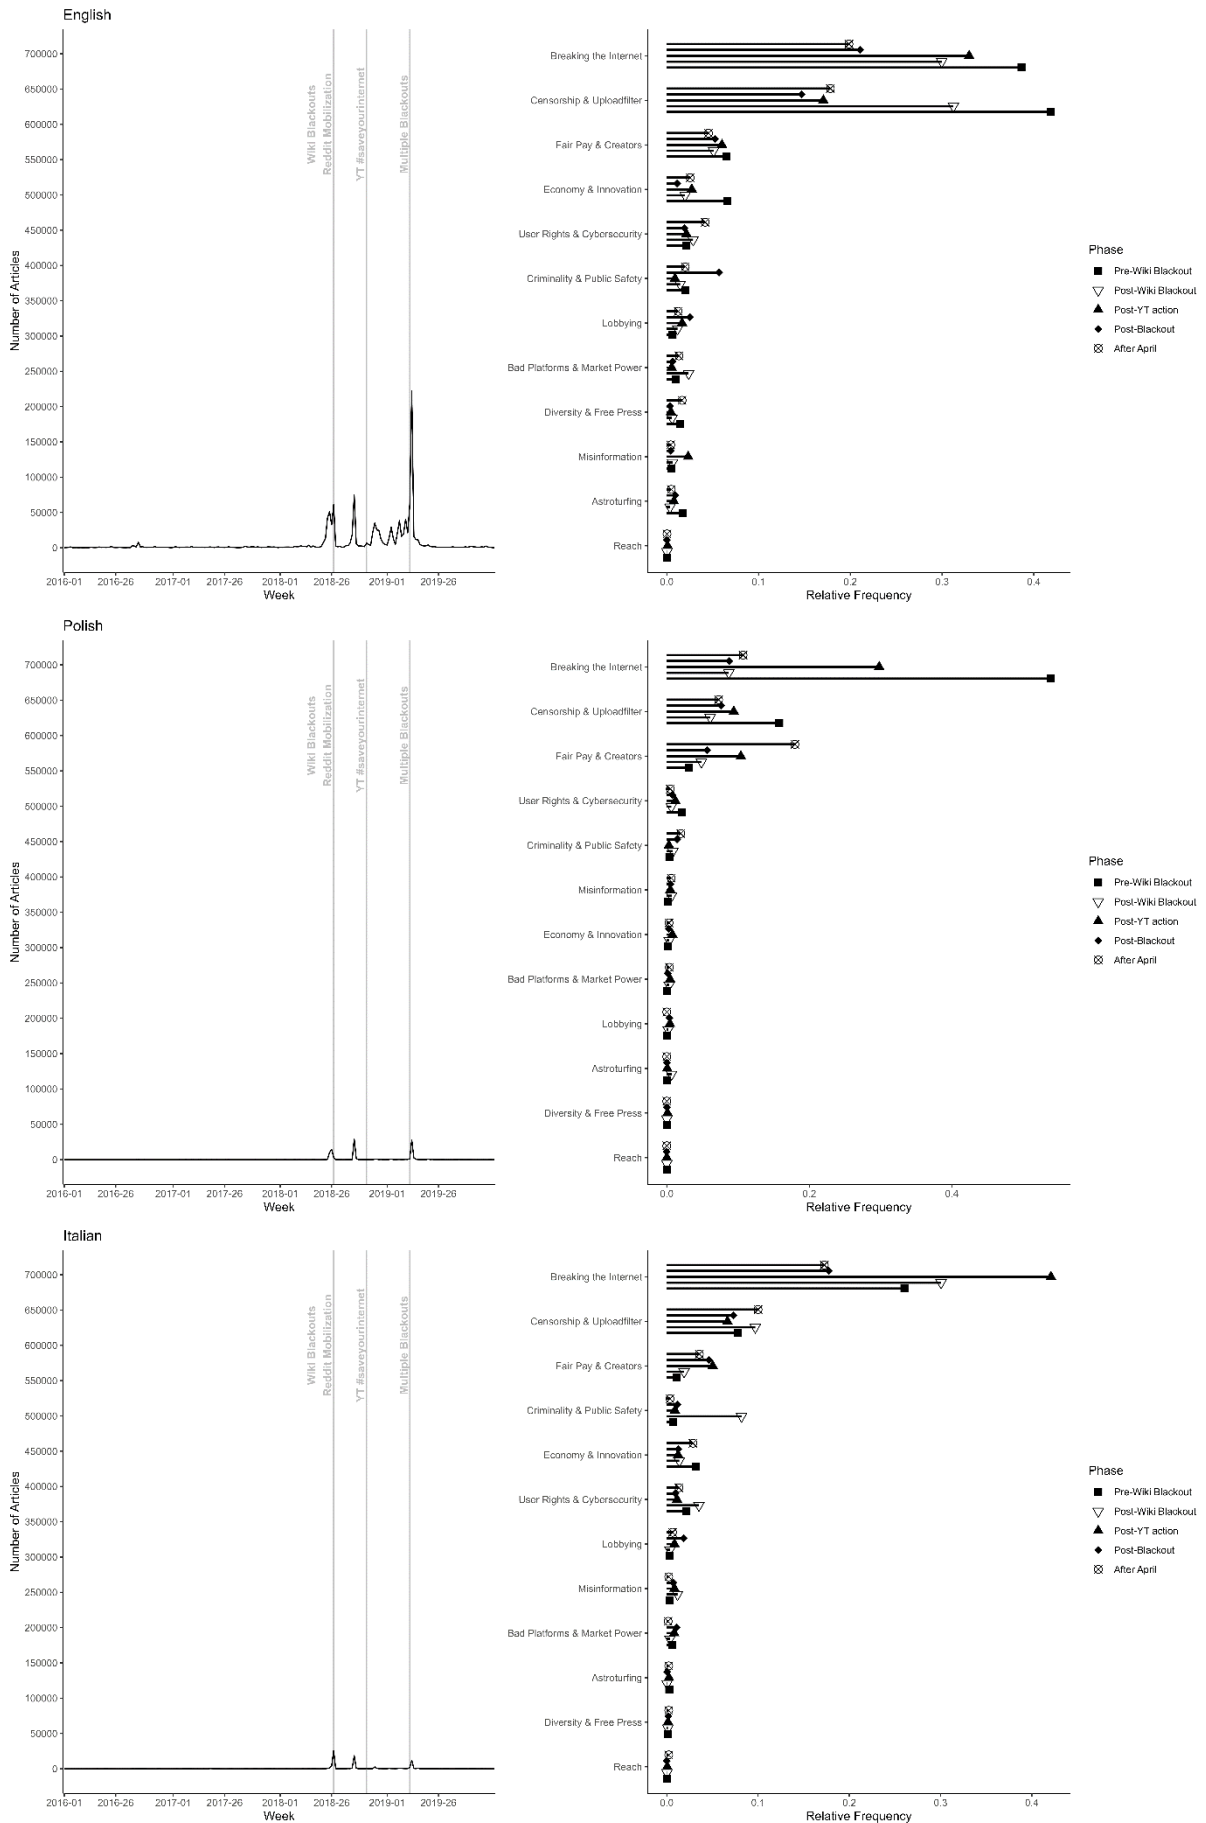 English
Number of Articles
700000
650000
600000
550000
500000
450000
400000
350000
300000
250000
200000
150000
100000
50000
0
Wiki Blackouts
Reddit Mobilization
YT #saveyourinternet
Multiple Blackouts
2016-01 2016-26 2017-01 2017-26 2018-01 2018-26 2019-01 2019-26
Week
Breaking the Internet
Censorship & Uploadfilter
Fair Pay & Creators
Economy & Innovation
User Rights & Cybersecurity
Criminality & Public Safety
Lobbying
Bad Platforms & Market Power
Diversity & Free Press
Misinformation
Astroturfing
Reach
0.0 0.1 0.2 0.3 0.4
Relative Frequency
Phase
Pre-Wiki Blackout
Post-Wiki Blackout
Post-YT action
Post-Blackout
After April
Polish
Number of Articles
700000
650000
600000
550000
500000
450000
400000
350000
300000
250000
200000
150000
100000
50000
0
Wiki Blackouts
Reddit Mobilization
YT #saveyourinternet
Multiple Blackouts
2016-01 2016-26 2017-01 2017-26 2018-01 2018-26 2019-01 2019-26
Week
Breaking the Internet
Censorship & Uploadfilter
Fair Pay & Creators
User Rights & Cybersecurity
Criminality & Public Safety
Misinformation
Economy & Innovation
Bad Platforms & Market Power
Lobbying
Astroturfing
Diversity & Free Press
Reach
0.0 0.2 0.4
Relative Frequency
Phase
Pre-Wiki Blackout
Post-Wiki Blackout
Post-YT action
Post-Blackout
After April
Italian
Number of Articles
700000
650000
600000
550000
500000
450000
400000
350000
300000
250000
200000
150000
100000
50000
0
Wiki Blackouts
Reddit Mobilization
YT #saveyourinternet
Multiple Blackouts
2016-01 2016-26 2017-01 2017-26 2018-01 2018-26 2019-01 2019-26
Week
Breaking the Internet
Censorship & Uploadfilter
Fair Pay & Creators
Criminality & Public Safety
Economy & Innovation
User Rights & Cybersecurity
Lobbying
Misinformation
Bad Platforms & Market Power
Astroturfing
Diversity & Free Press
Reach
0.0 0.1 0.2 0.3 0.4
Relative Frequency
Phase
Pre-Wiki Blackout
Post-Wiki Blackout
Post-YT action
Post-Blackout
After April